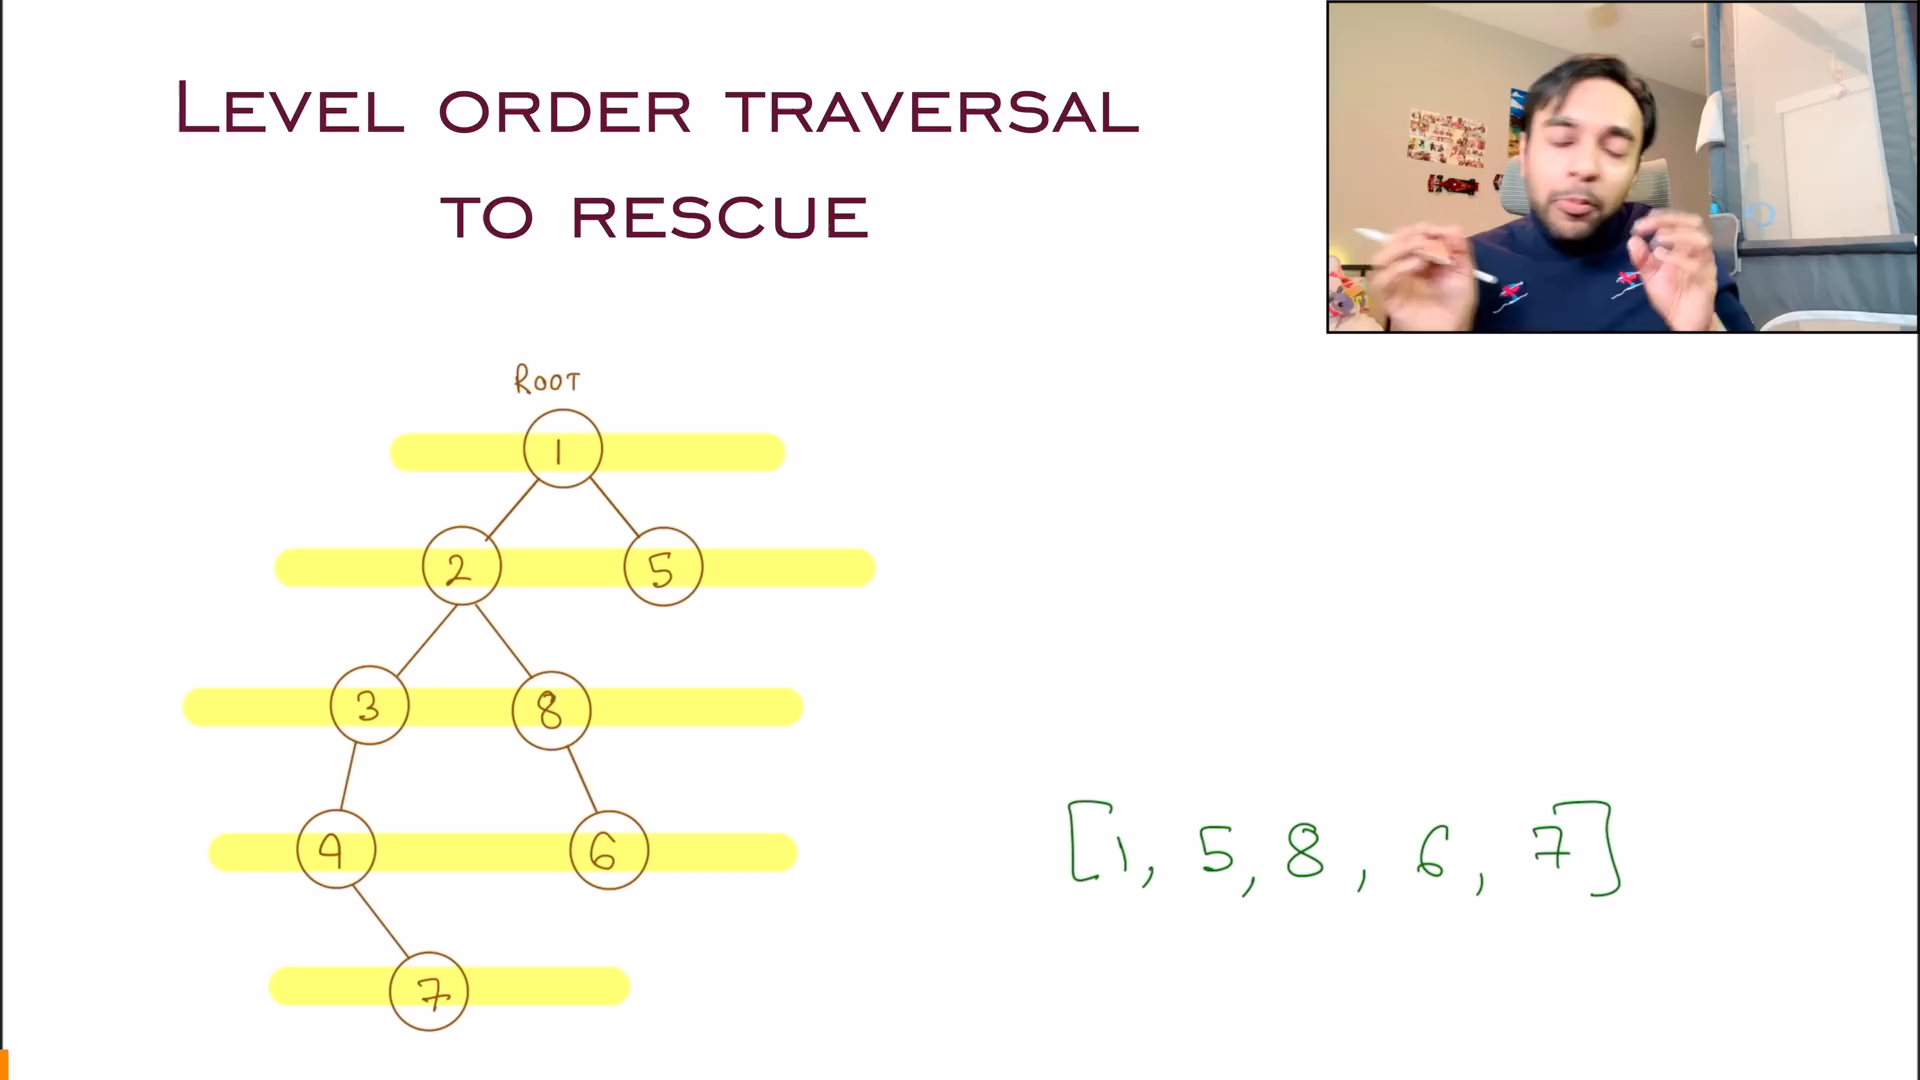 LEVEL ORDER TRAVERSAL
TO RESCUE
ROOT
1
2 5
3 8
4 6
7
[1, 5, 8, 6, 7]